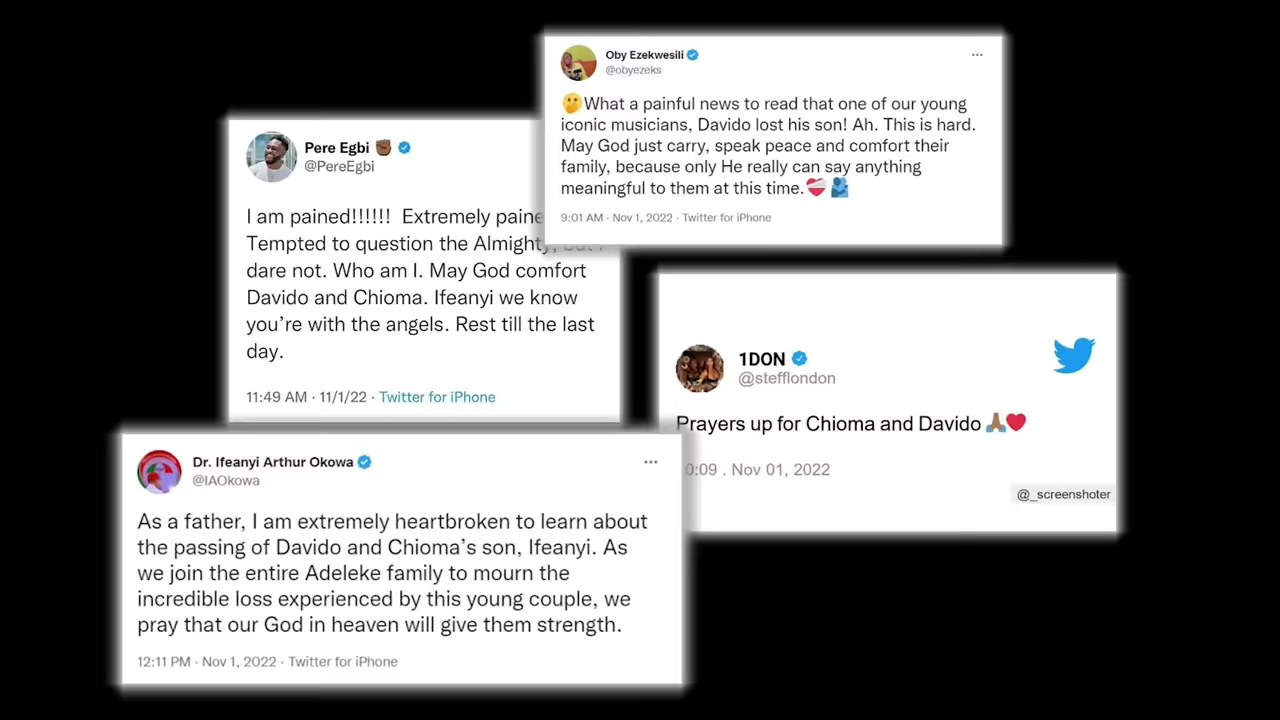 Oby Ezekwesili
@obyezeks
🤭What a painful news to read that one of our young
iconic musicians, Davido lost his son! Ah. This is hard.
May God just carry, speak peace and comfort their
family, because only He really can say anything
meaningful to them at this time.❤️‍🩹🫂
9:01 AM · Nov 1, 2022 · Twitter for iPhone
Pere Egbi ✊🏾
@PereEgbi
I am pained!!!!!! Extremely paine
Tempted to question the Almighty, but I
dare not. Who am I. May God comfort
Davido and Chioma. Ifeanyi we know
you’re with the angels. Rest till the last
day.
11:49 AM · 11/1/22 · Twitter for iPhone
1DON
@stefflondon
Prayers up for Chioma and Davido 🙏🏽❤️
0:09 . Nov 01, 2022
@_screenshoter
Dr. Ifeanyi Arthur Okowa
@IAOkowa
As a father, I am extremely heartbroken to learn about
the passing of Davido and Chioma’s son, Ifeanyi. As
we join the entire Adeleke family to mourn the
incredible loss experienced by this young couple, we
pray that our God in heaven will give them strength.
12:11 PM · Nov 1, 2022 · Twitter for iPhone